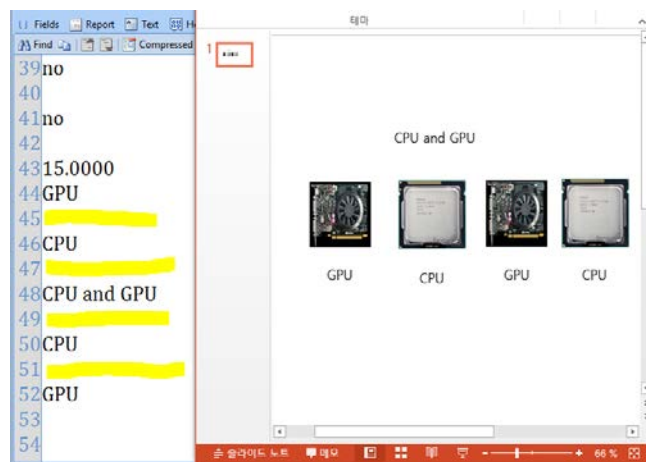 Fields Report Text
Find Compressed
39 no
40
41 no
42
43 15.0000
44 GPU
45
46 CPU
47
48 CPU and GPU
49
50 CPU
51
52 GPU
53
54
테마
1
CPU and GPU
GPU CPU GPU CPU
슬라이드 노트 메모 66 %